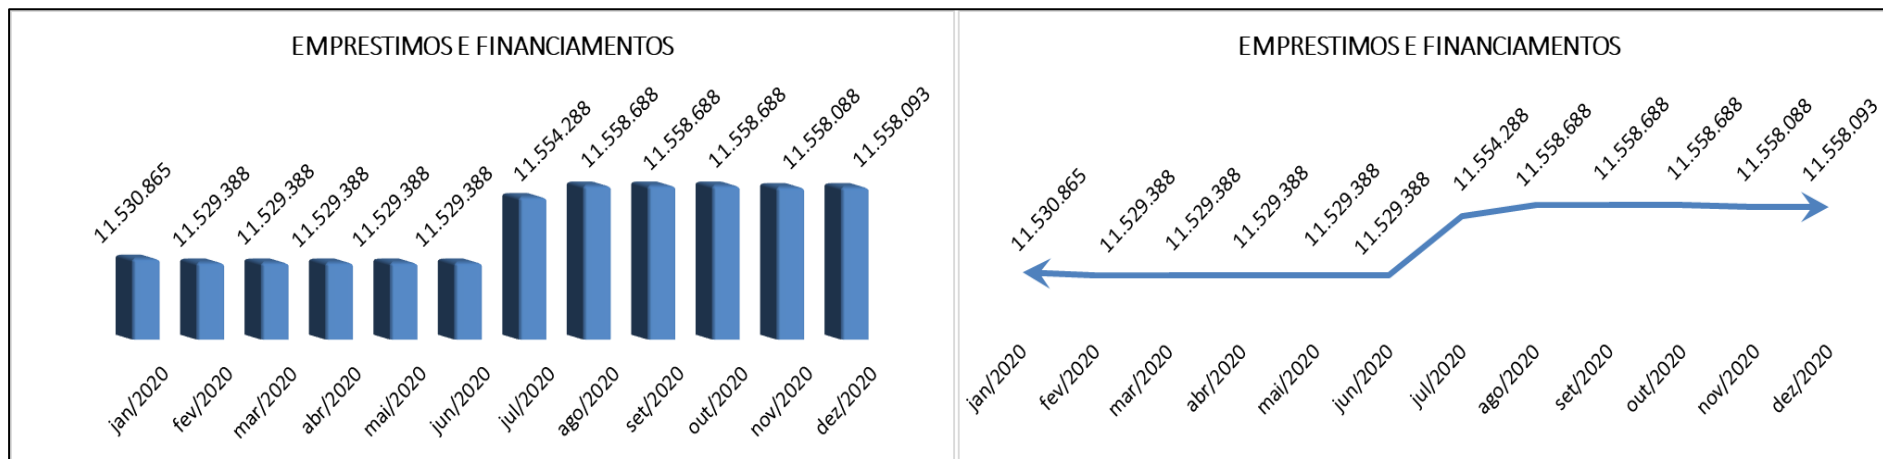 EMPRESTIMOS E FINANCIAMENTOS
11.530.865
11.529.388
11.529.388
11.529.388
11.529.388
11.529.388
11.554.288
11.558.688
11.558.688
11.558.688
11.558.088
11.558.093
jan/2020
fev/2020
mar/2020
abr/2020
mai/2020
jun/2020
jul/2020
ago/2020
set/2020
out/2020
nov/2020
dez/2020
EMPRESTIMOS E FINANCIAMENTOS
11.530.865
11.529.388
11.529.388
11.529.388
11.529.388
11.529.388
11.554.288
11.558.688
11.558.688
11.558.688
11.558.088
11.558.093
jan/2020
fev/2020
mar/2020
abr/2020
mai/2020
jun/2020
jul/2020
ago/2020
set/2020
out/2020
nov/2020
dez/2020